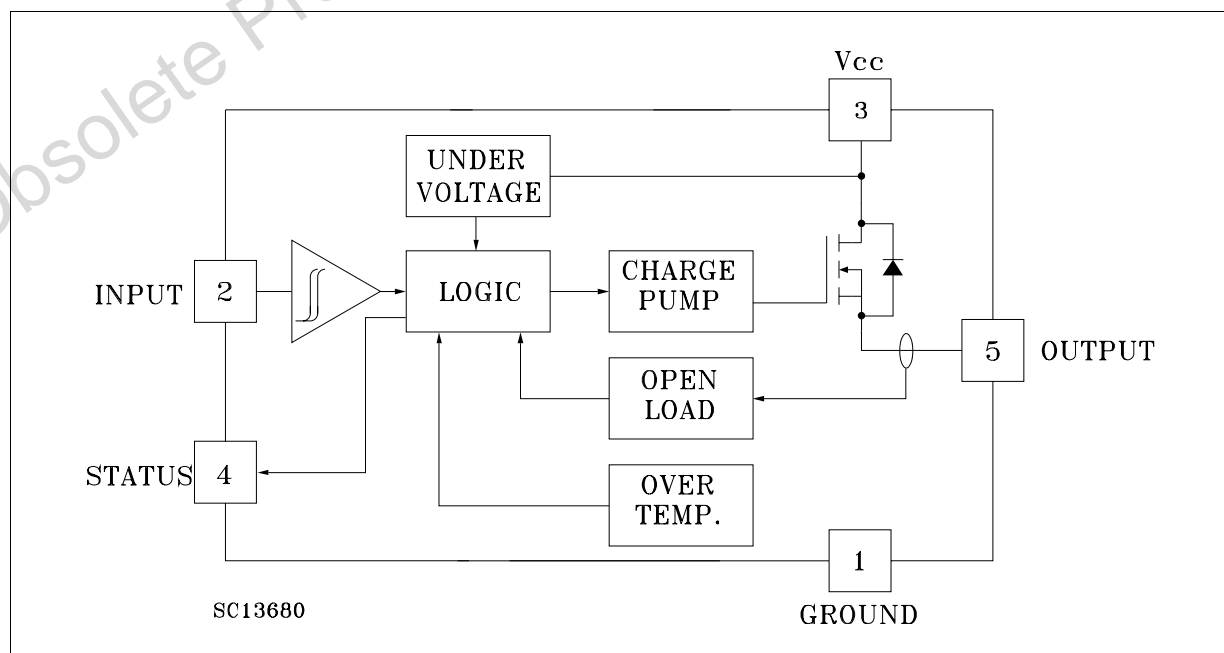 Obsolete Pr
Vcc
3
UNDER
VOLTAGE
INPUT
2
LOGIC
CHARGE
PUMP
5
OUTPUT
OPEN
LOAD
STATUS
4
OVER
TEMP.
1
GROUND
SC13680